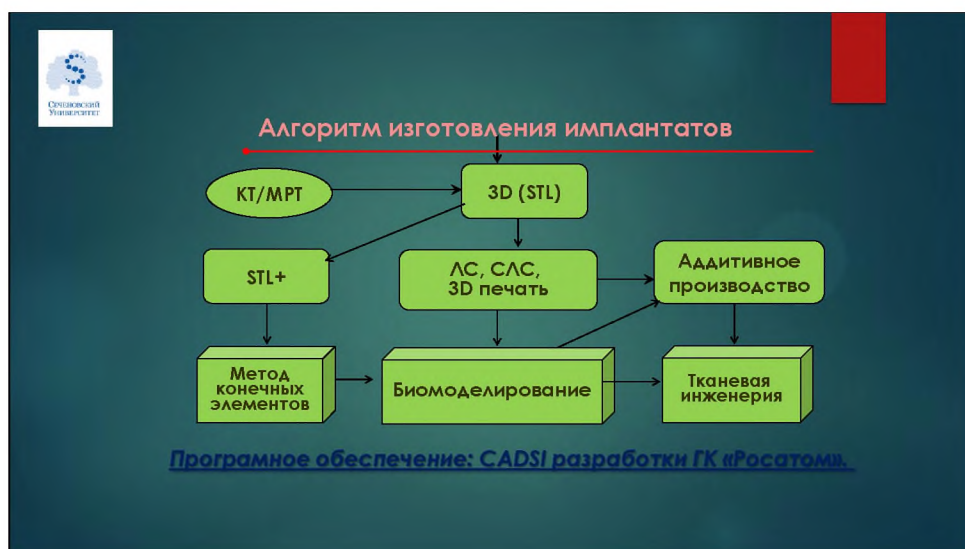 Сеченовский
Университет
Алгоритм изготовления имплантатов
КТ/МРТ
3D (STL)
STL+
ЛС, СЛС,
3D печать
Аддитивное
производство
Метод
конечных
элементов
Биомоделирование
Тканевая
инженерия
Програмное обеспечение: CADSI разработки ГК «Росатом».